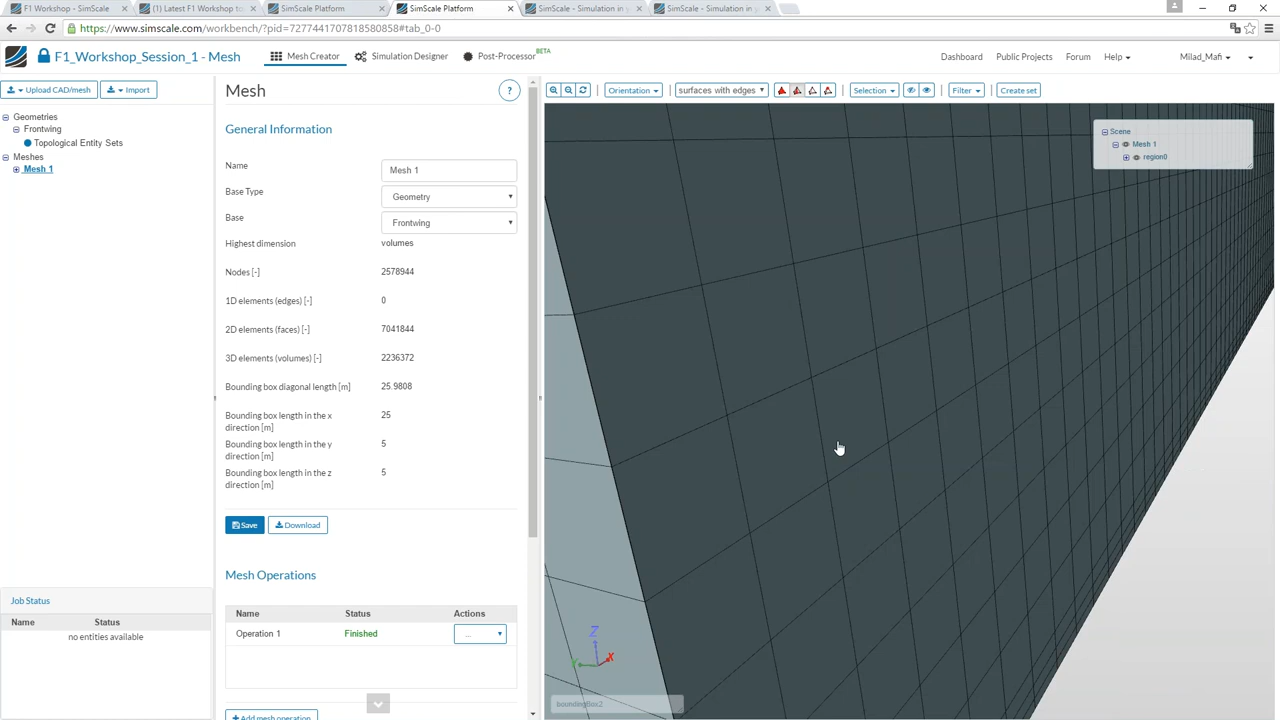 F1 Workshop - SimScale
(1) Latest F1 Workshop to
SimScale Platform
SimScale Platform
SimScale - Simulation in y
SimScale - Simulation in y
https://www.simscale.com/workbench/?pid=7277441707818580858#tab_0-0
F1_Workshop_Session_1 - Mesh
Mesh Creator
Simulation Designer
Post-Processor BETA
Dashboard
Public Projects
Forum
Help
Milad_Mafi
Upload CAD/mesh
Import
Geometries
Frontwing
Topological Entity Sets
Meshes
Mesh 1
Job Status
Name Status
no entities available
Mesh
?
General Information
Name Mesh 1
Base Type Geometry
Base Frontwing
Highest dimension volumes
Nodes [-] 2578944
1D elements (edges) [-] 0
2D elements (faces) [-] 7041844
3D elements (volumes) [-] 2236372
Bounding box diagonal length [m] 25.9808
Bounding box length in the x 25
direction [m]
Bounding box length in the y 5
direction [m]
Bounding box length in the z 5
direction [m]
Save
Download
Mesh Operations
Name Status Actions
Operation 1 Finished ...
Add mesh operation
Orientation
surfaces with edges
Selection
Filter
Create set
Scene
Mesh 1
region0
Z
Y
X
boundingBox2